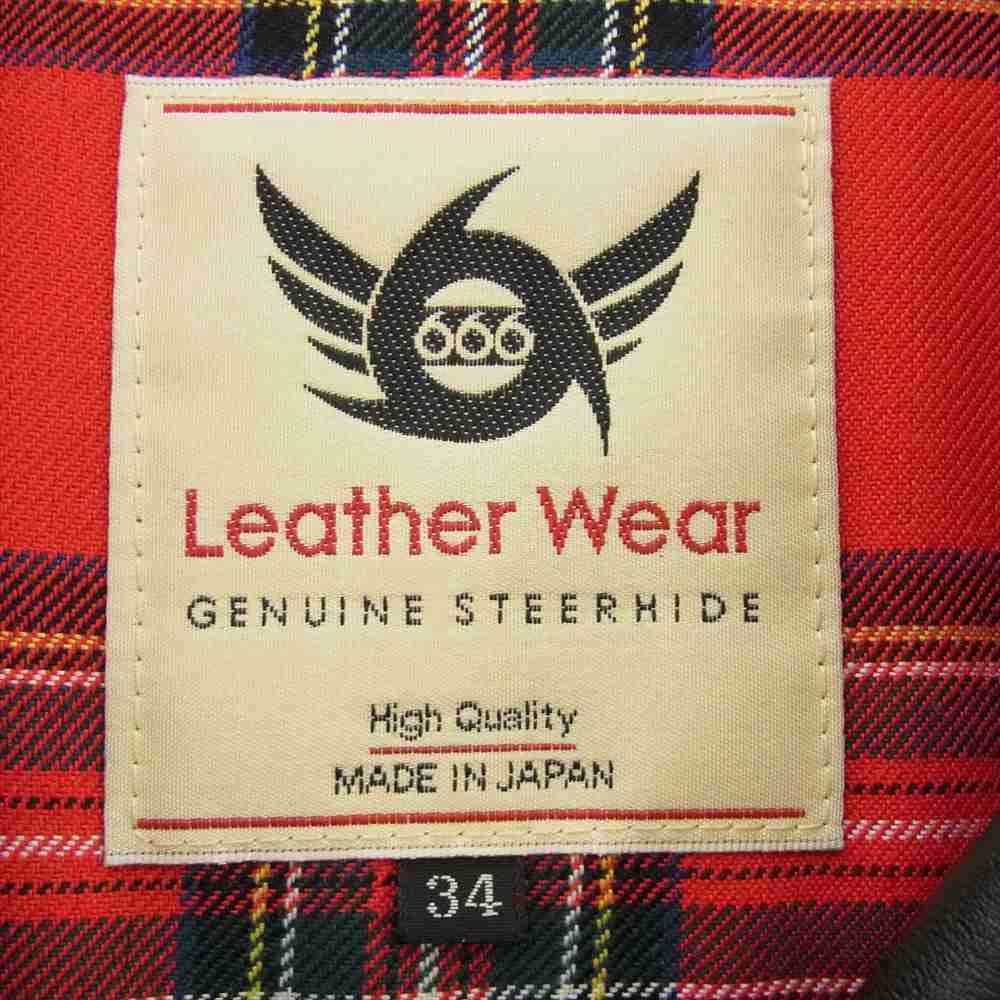 666
Leather Wear
GENUINE STEERHIDE
High Quality
MADE IN JAPAN
34